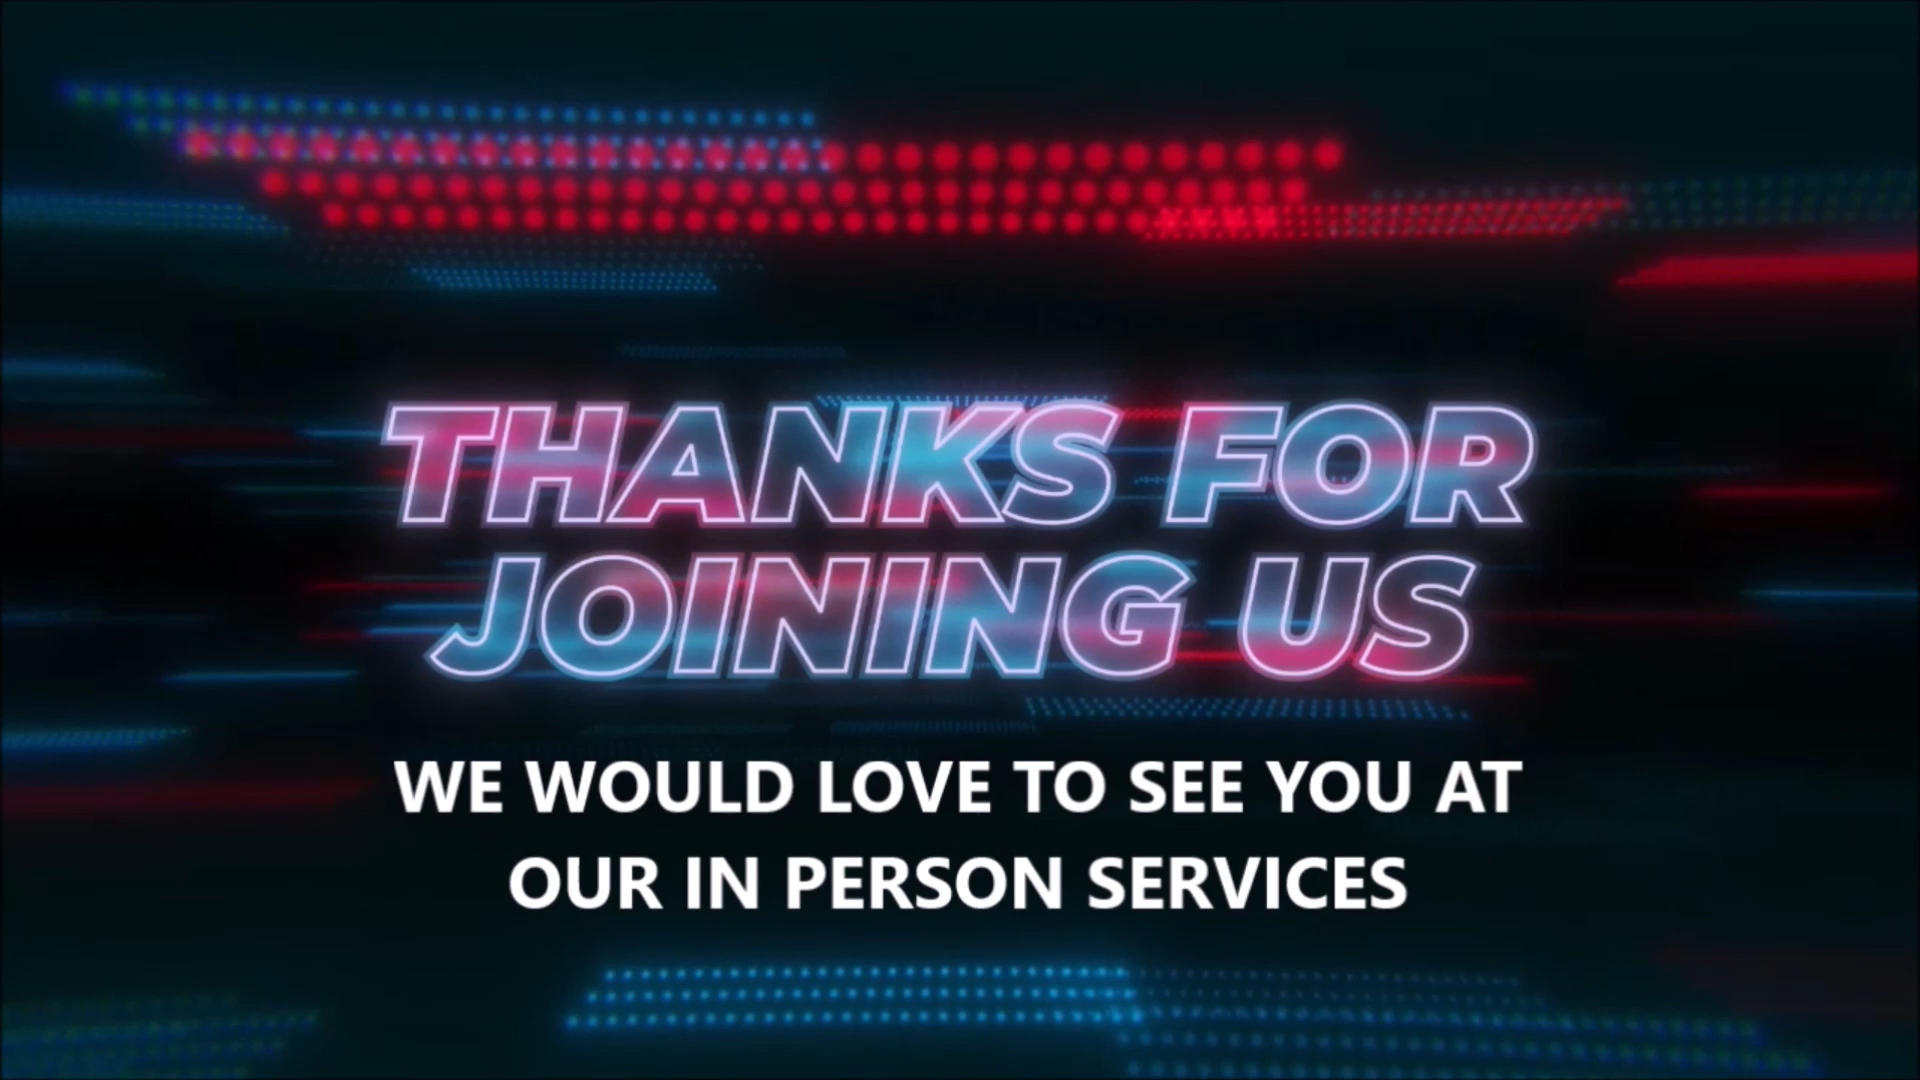 THANKS FOR
JOINING US
WE WOULD LOVE TO SEE YOU AT
OUR IN PERSON SERVICES